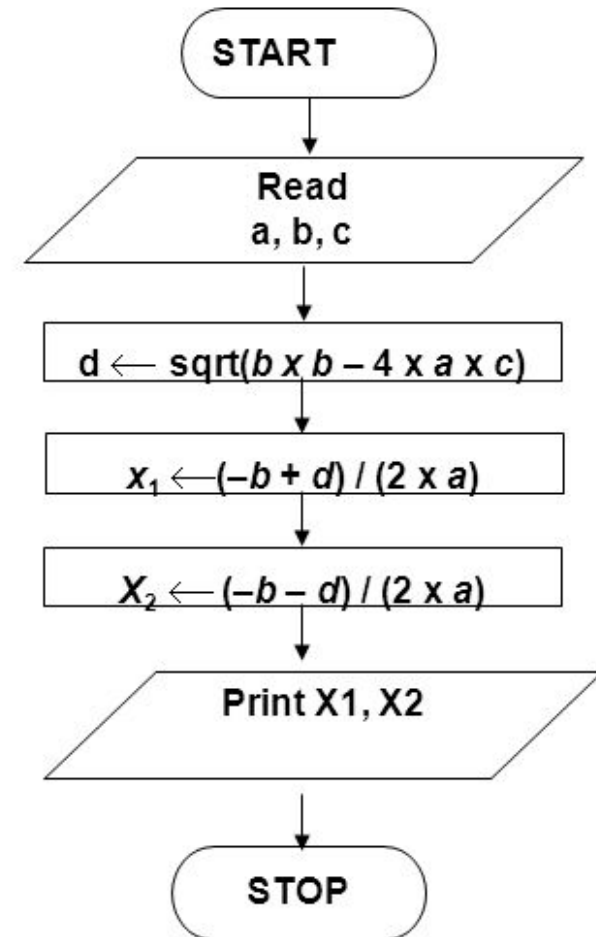 START
Read
a, b, c
d ← sqrt(b x b – 4 x a x c)
x₁ ←(–b + d) / (2 x a)
X₂ ← (–b – d) / (2 x a)
Print X1, X2
STOP